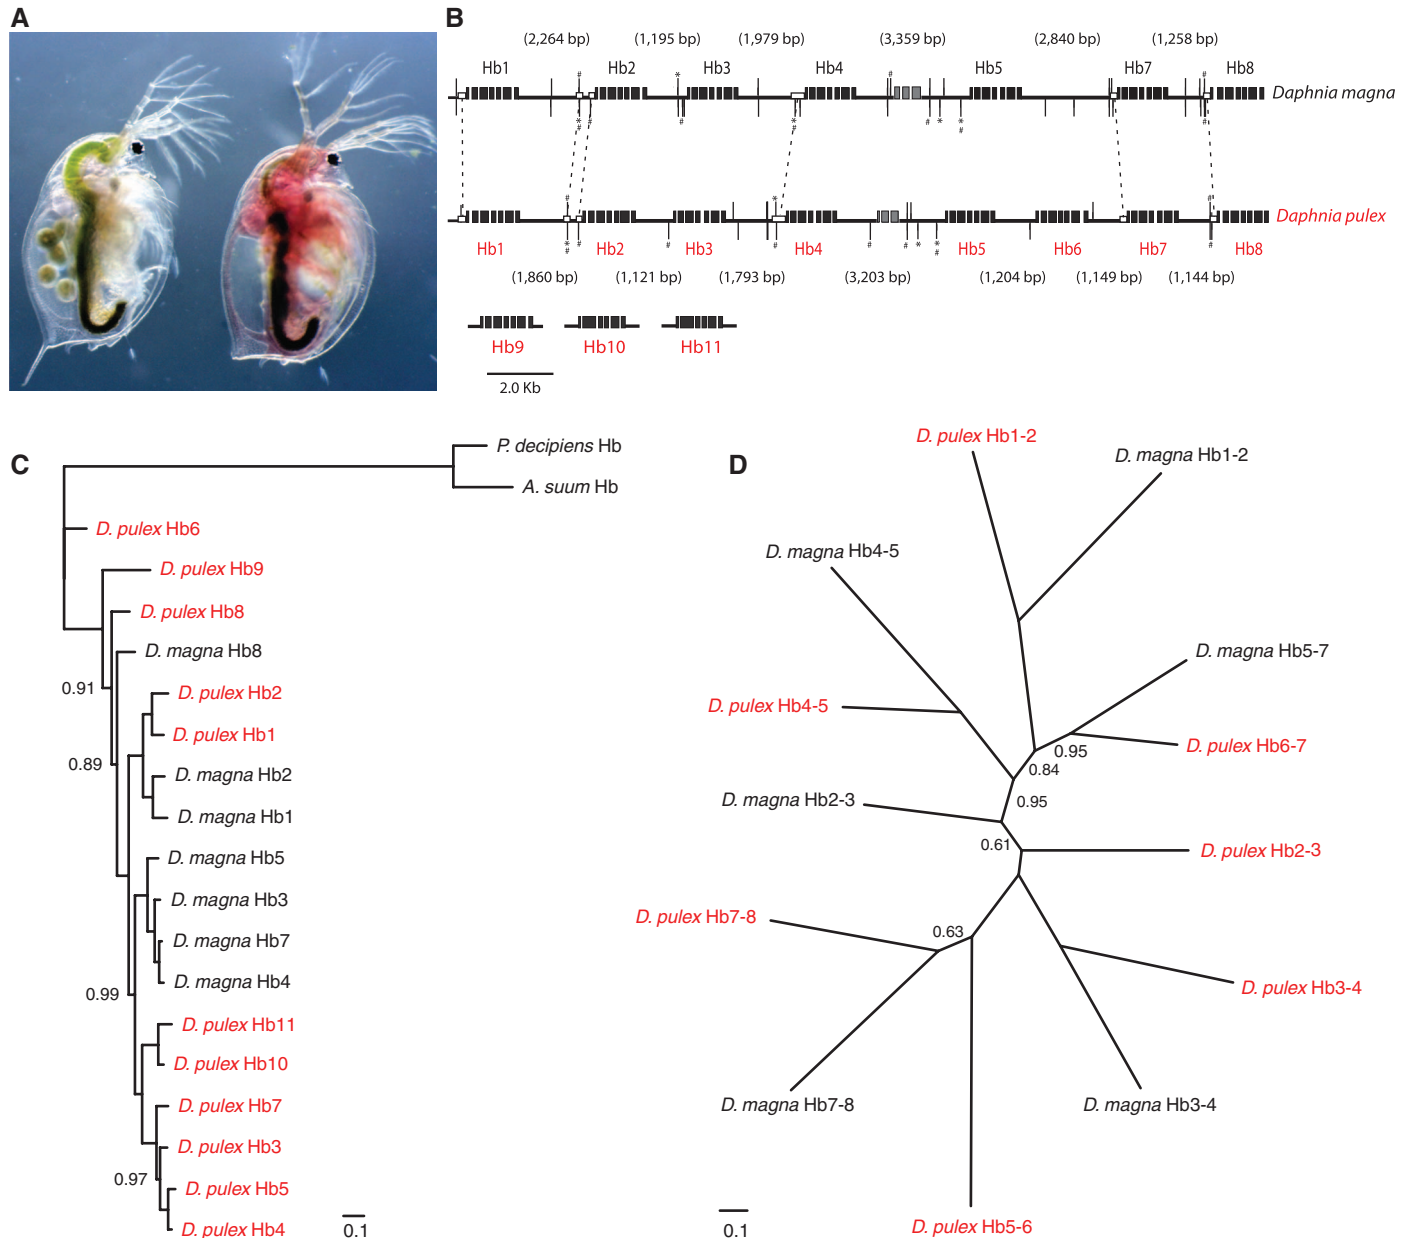 A
B
(2,264 bp) (1,195 bp) (1,979 bp) (3,359 bp) (2,840 bp) (1,258 bp)
Hb1 Hb2 Hb3 Hb4 Hb5 Hb7 Hb8
# * # #
Daphnia magna
* # # # * # # * * # #
# * #
Daphnia pulex
* # # # # # # * * # #
Hb1 Hb2 Hb3 Hb4 Hb5 Hb6 Hb7 Hb8
(1,860 bp) (1,121 bp) (1,793 bp) (3,203 bp) (1,204 bp) (1,149 bp) (1,144 bp)
Hb9 Hb10 Hb11
2.0 Kb
C
P. decipiens Hb
A. suum Hb
D. pulex Hb6
D. pulex Hb9
D. pulex Hb8
D. magna Hb8
0.91
D. pulex Hb2
D. pulex Hb1
0.89
D. magna Hb2
D. magna Hb1
D. magna Hb5
D. magna Hb3
D. magna Hb7
D. magna Hb4
0.99
D. pulex Hb11
D. pulex Hb10
D. pulex Hb7
D. pulex Hb3
0.97
D. pulex Hb5
D. pulex Hb4
0.1
D
D. pulex Hb1-2
D. magna Hb1-2
D. magna Hb4-5
D. magna Hb5-7
D. pulex Hb4-5
D. pulex Hb6-7
0.95
0.84
D. magna Hb2-3
0.95
0.61
D. pulex Hb2-3
D. pulex Hb7-8
0.63
D. pulex Hb3-4
D. magna Hb7-8
D. magna Hb3-4
D. pulex Hb5-6
0.1